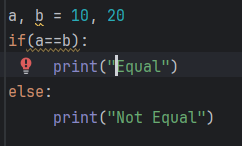 a, b = 10, 20
if(a==b):
    print("Equal")
else:
    print("Not Equal")